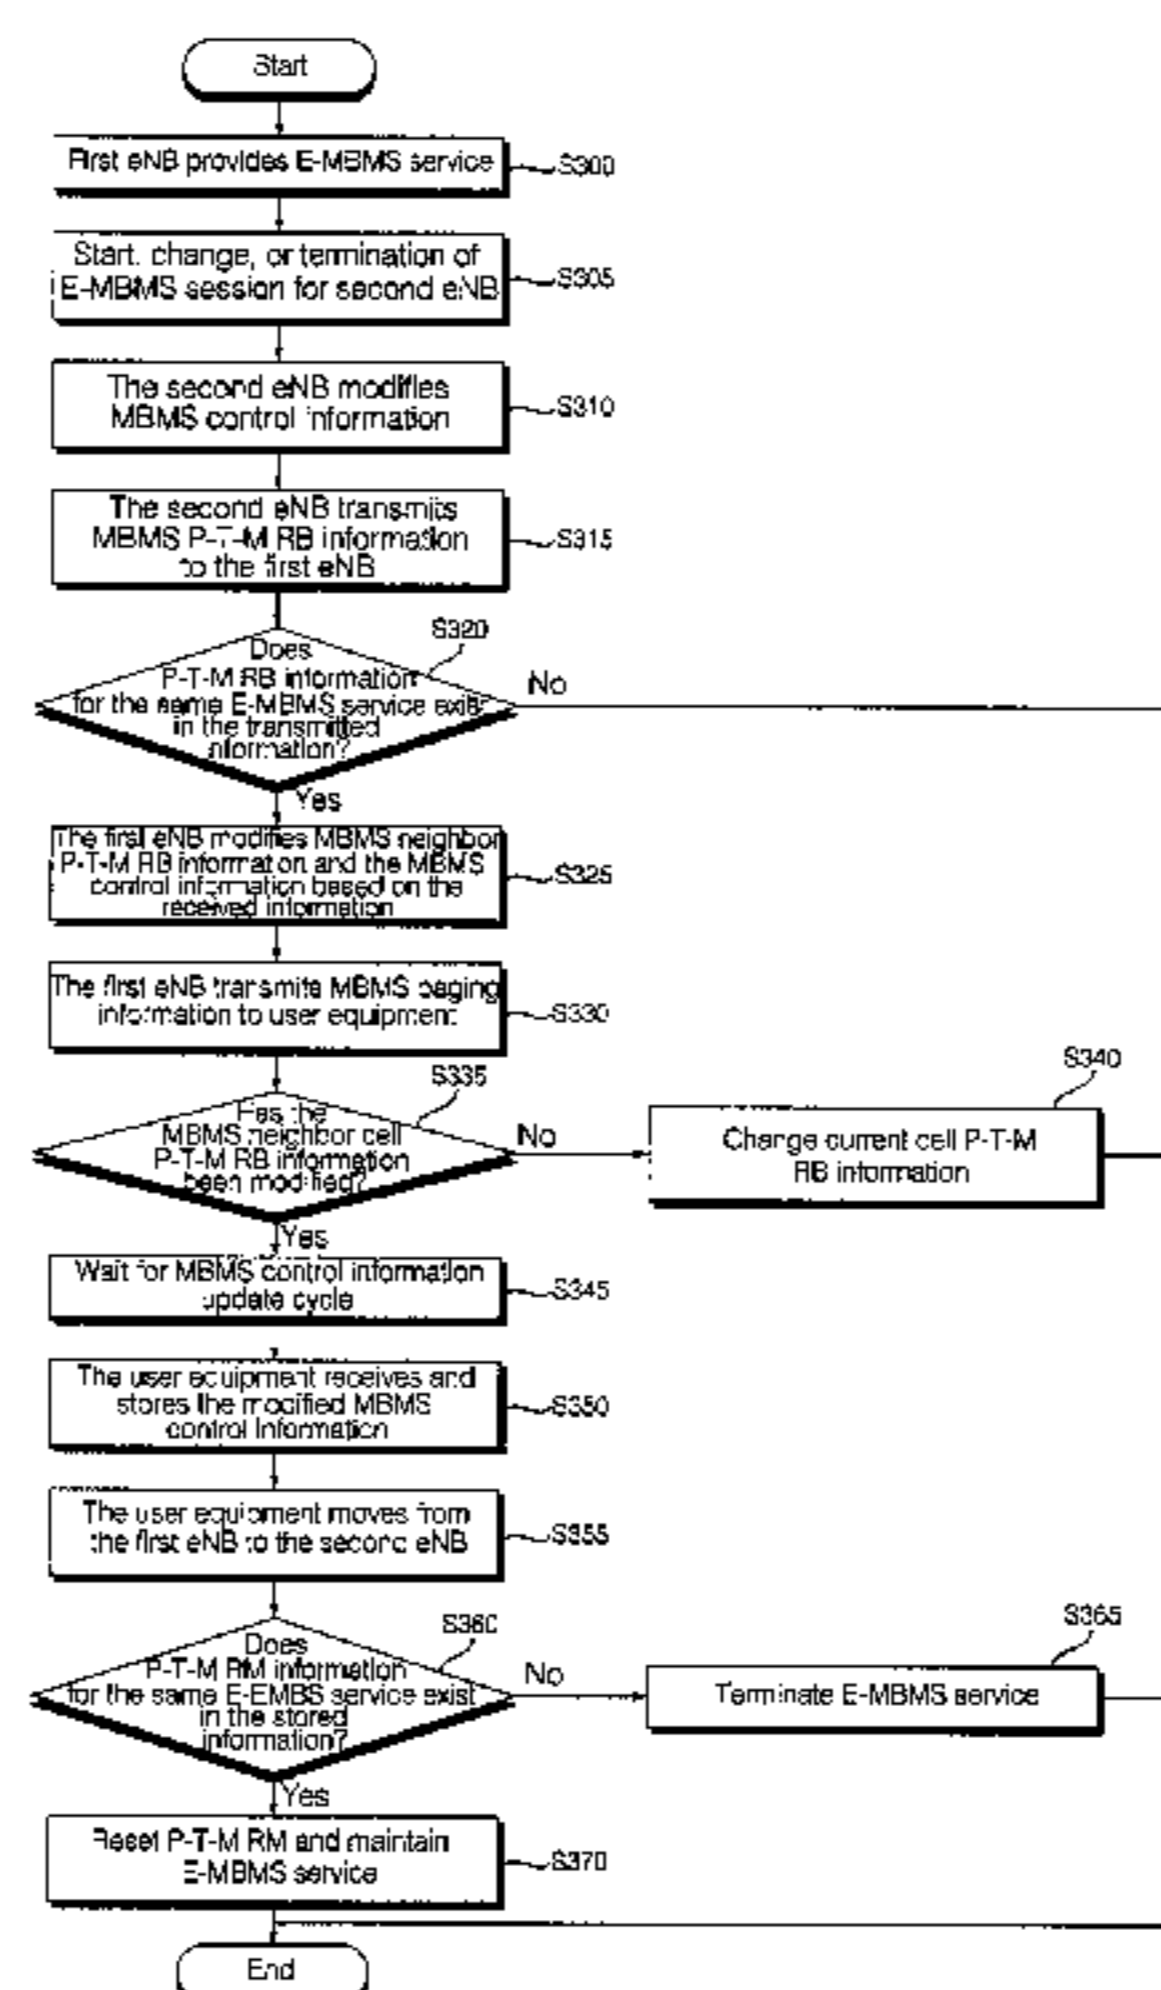 Start
First eNB provides E-MBMS service
S300
Start, change, or termination of
E-MBMS session for second eNB
S305
The second eNB modifies
MBMS control information
S310
The second eNB transmits
MBMS P-T-M RB information
to the first eNB
S315
S320
Does
P-T-M RB information
for the same E-MBMS service exist
in the transmitted
information?
No
Yes
The first eNB modifies MBMS neighbor
P-T-M RB information and the MBMS
control information based on the
received information
S325
The first eNB transmits MBMS paging
information to user equipment
S330
S335
Has the
MBMS neighbor cell
P-T-M RB information
been modified?
No
S340
Change current cell P-T-M
RB information
Yes
Wait for MBMS control information
update cycle
S345
The user equipment receives and
stores the modified MBMS
control information
S350
The user equipment moves from
the first eNB to the second eNB
S355
S360
Does
P-T-M RM information
for the same E-EMBS service exist
in the stored
information?
No
S365
Terminate E-MBMS service
Yes
Reset P-T-M RM and maintain
E-MBMS service
S370
End